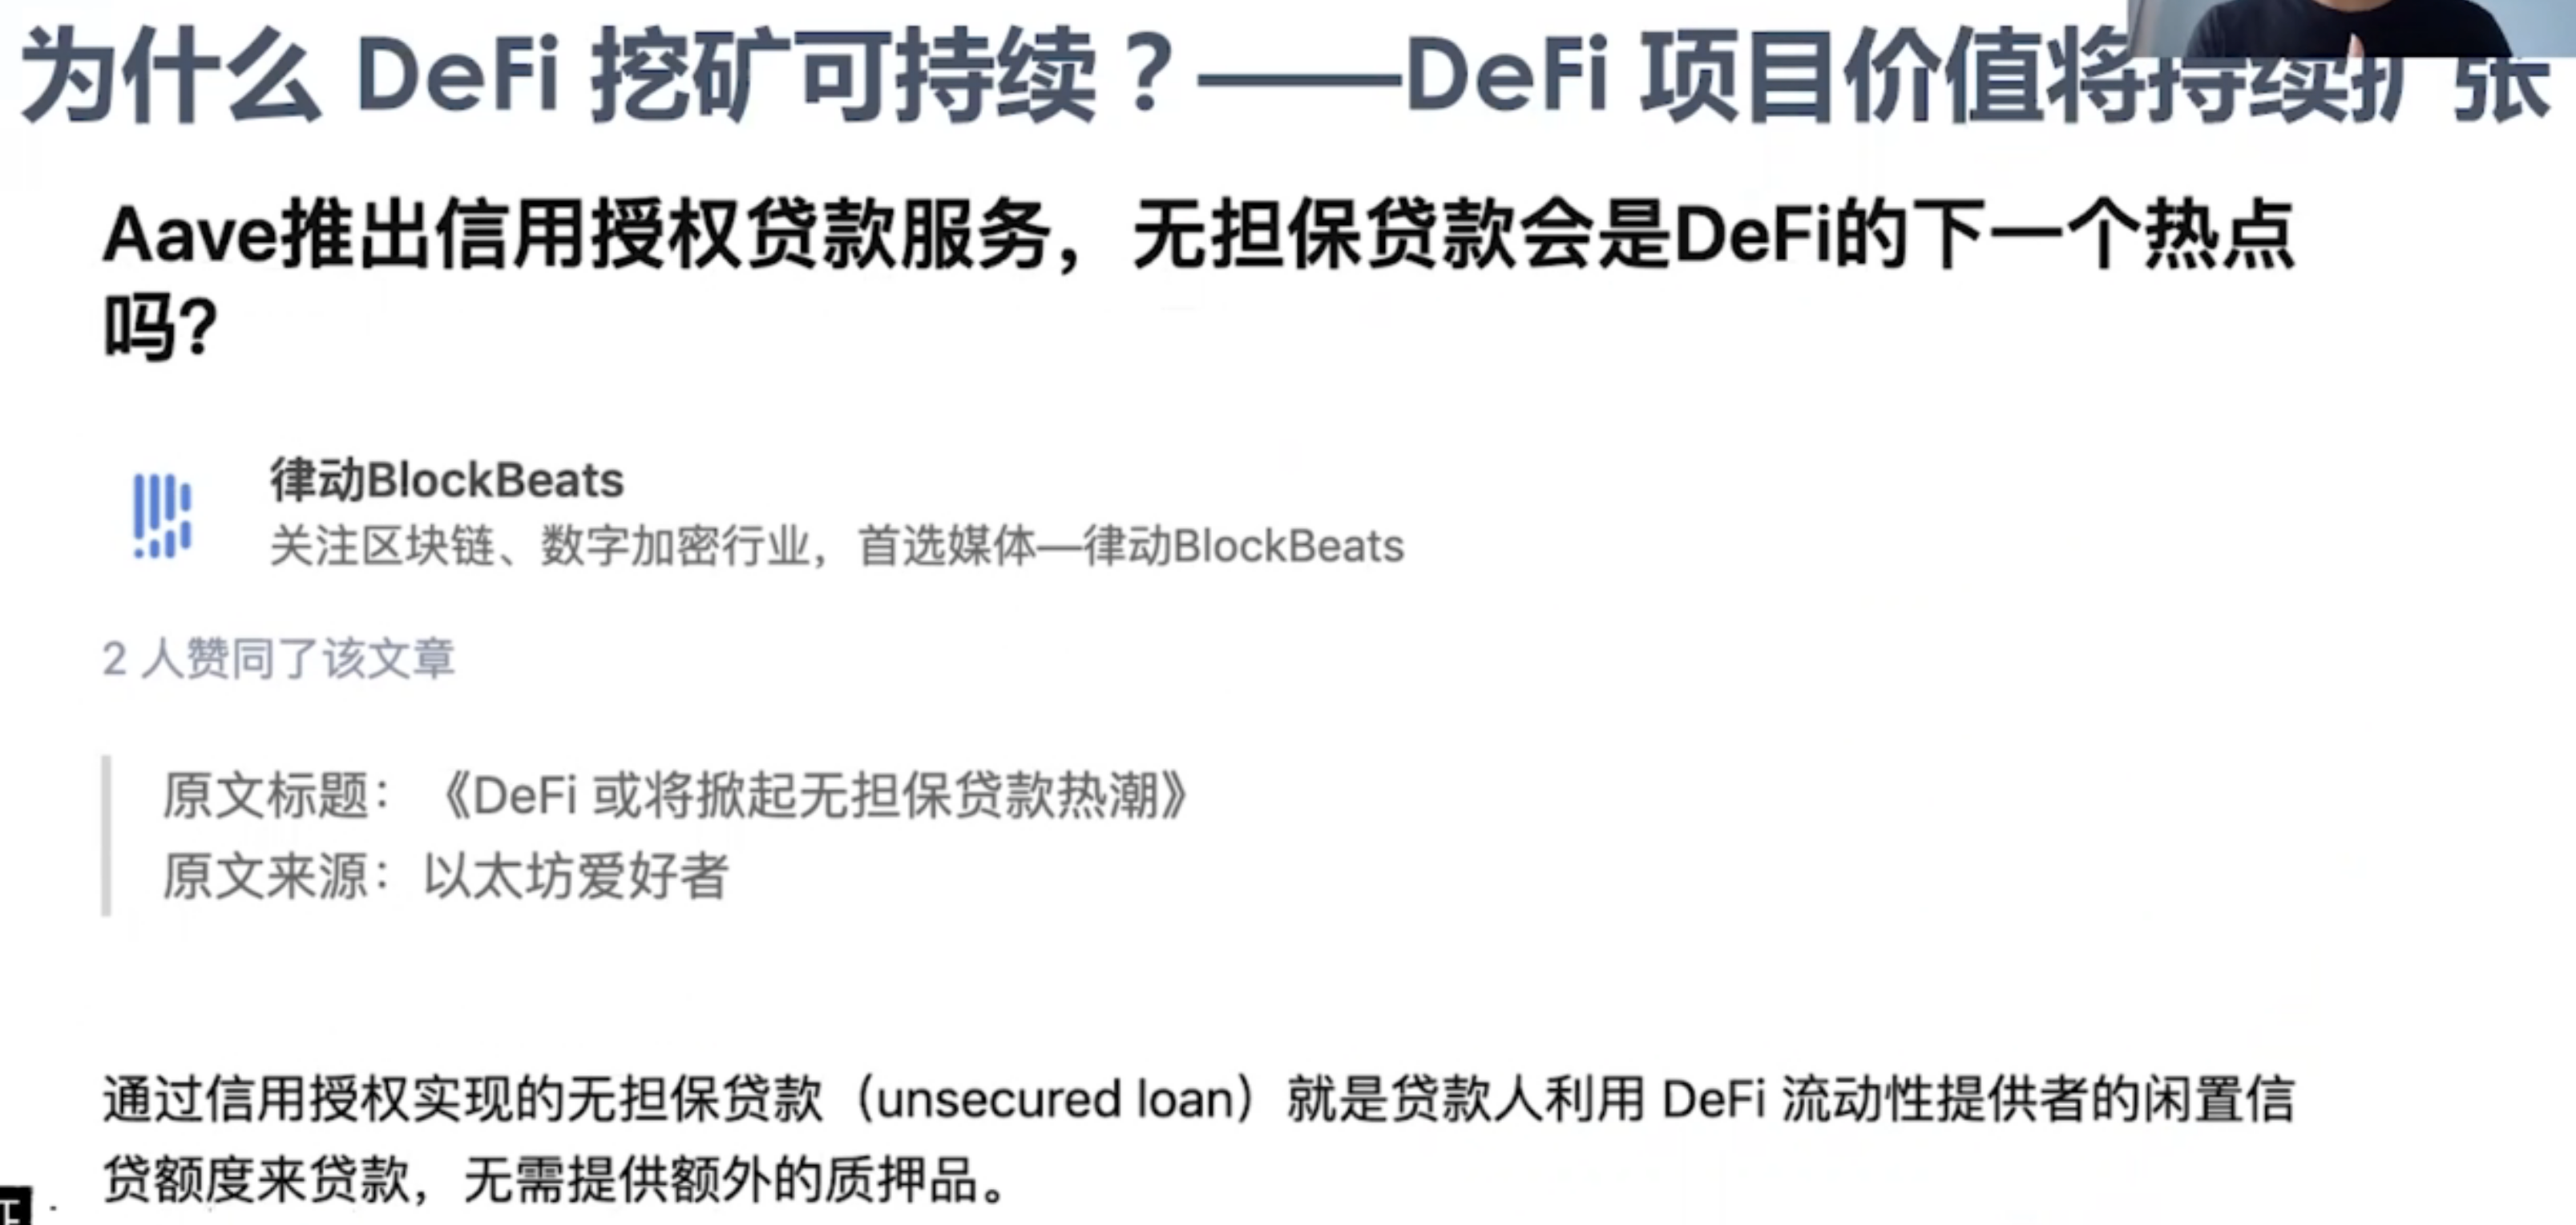 为什么 DeFi 挖矿可持续？——DeFi 项目价值将持续扩张
Aave推出信用授权贷款服务，无担保贷款会是DeFi的下一个热点
吗？
律动BlockBeats
关注区块链、数字加密行业，首选媒体—律动BlockBeats
2 人赞同了该文章
原文标题：《DeFi 或将掀起无担保贷款热潮》
原文来源：以太坊爱好者
通过信用授权实现的无担保贷款（unsecured loan）就是贷款人利用 DeFi 流动性提供者的闲置信
贷额度来贷款，无需提供额外的质押品。